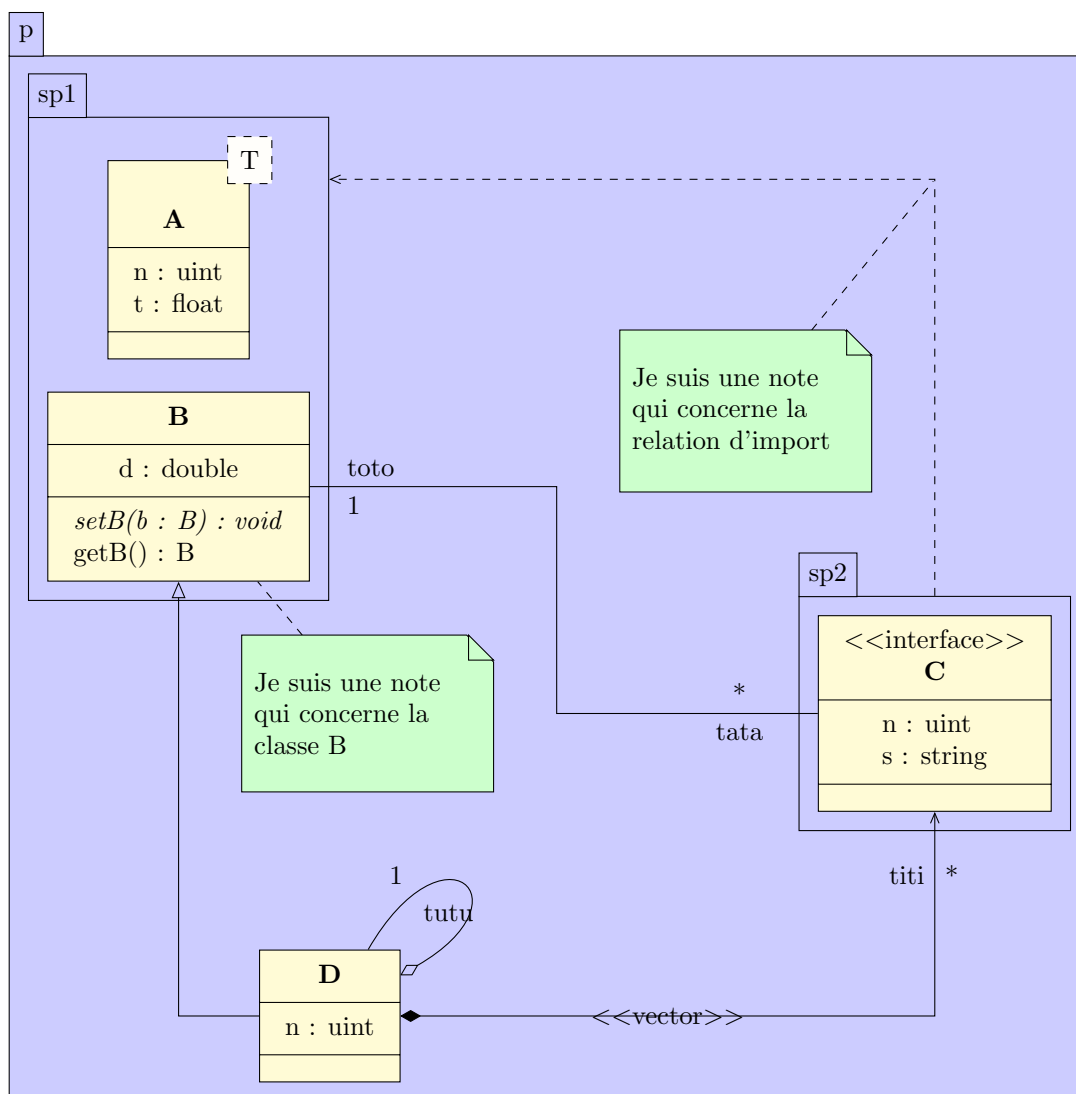 p
sp1
T
A
n : uint
t : float
Je suis une note
qui concerne la
relation d'import
B
d : double
setB(b : B) : void
getB() : B
toto
1
sp2
<<interface>>
C
n : uint
s : string
*
tata
Je suis une note
qui concerne la
classe B
titi
*
1
tutu
D
n : uint
<<vector>>